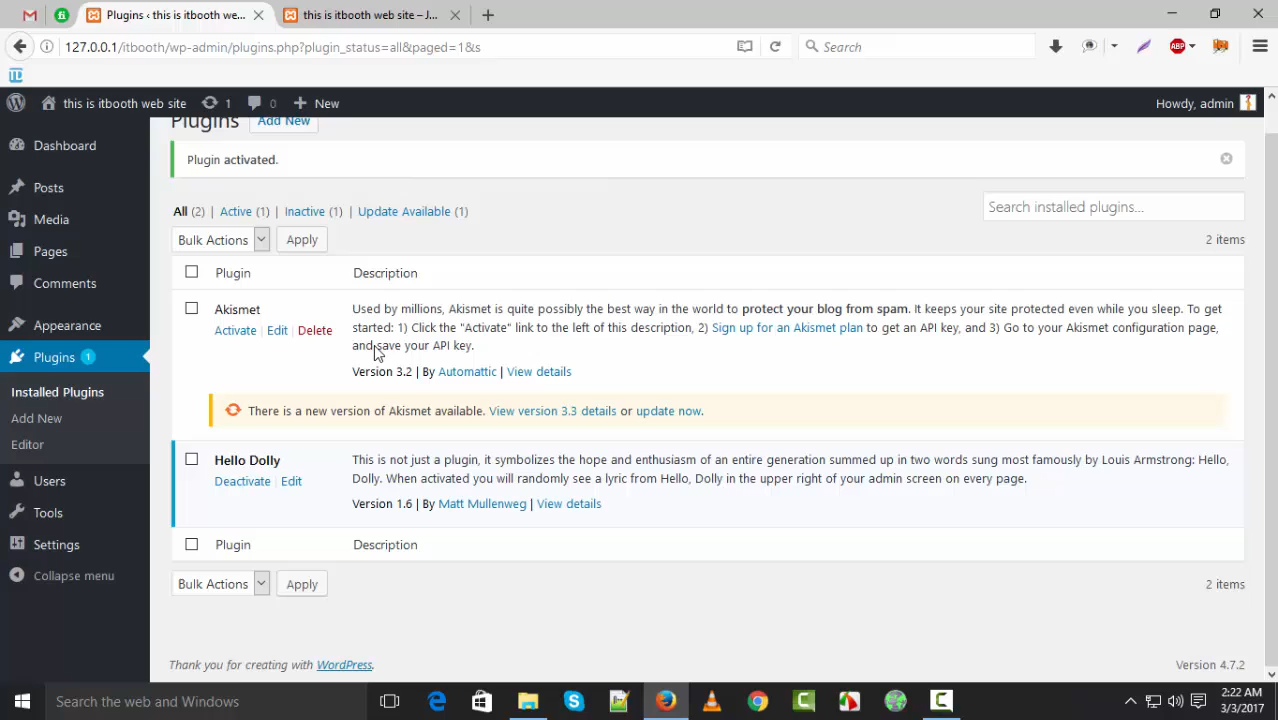 Plugins ‹ this is itbooth we...
this is itbooth web site – J...
127.0.0.1/itbooth/wp-admin/plugins.php?plugin_status=all&paged=1&s
Search
ABP
TD
this is itbooth web site 1 0 New
Howdy, admin
Dashboard
Posts
Media
Pages
Comments
Appearance
Plugins 1
Installed Plugins
Add New
Editor
Users
Tools
Settings
Collapse menu
Plugins Add New
Plugin activated.
All (2) | Active (1) | Inactive (1) | Update Available (1)
Search installed plugins...
Bulk Actions Apply
2 items
Plugin Description
Akismet
Activate | Edit | Delete
Used by millions, Akismet is quite possibly the best way in the world to protect your blog from spam. It keeps your site protected even while you sleep. To get
started: 1) Click the "Activate" link to the left of this description, 2) Sign up for an Akismet plan to get an API key, and 3) Go to your Akismet configuration page,
and save your API key.
Version 3.2 | By Automattic | View details
There is a new version of Akismet available. View version 3.3 details or update now.
Hello Dolly
Deactivate | Edit
This is not just a plugin, it symbolizes the hope and enthusiasm of an entire generation summed up in two words sung most famously by Louis Armstrong: Hello,
Dolly. When activated you will randomly see a lyric from Hello, Dolly in the upper right of your admin screen on every page.
Version 1.6 | By Matt Mullenweg | View details
Plugin Description
Bulk Actions Apply
2 items
Thank you for creating with WordPress.
Version 4.7.2
Search the web and Windows
2:22 AM
3/3/2017